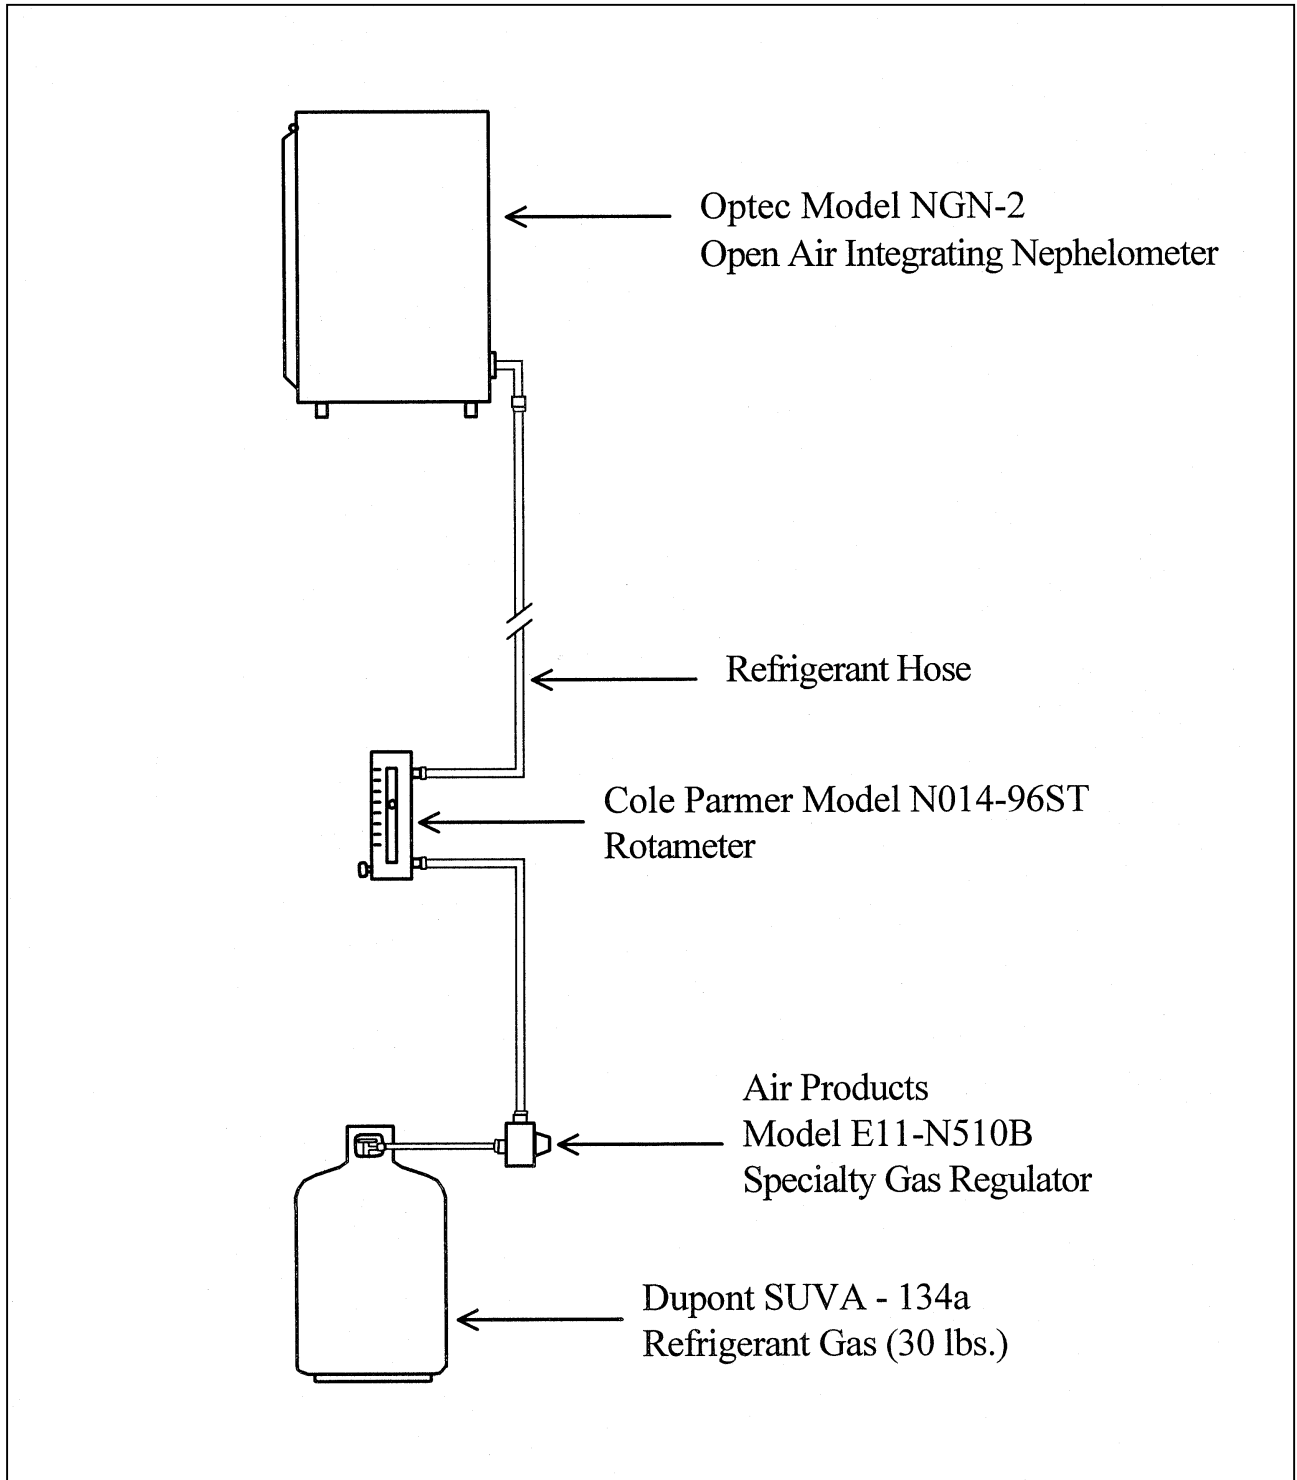 Optec Model NGN-2
Open Air Integrating Nephelometer
Refrigerant Hose
Cole Parmer Model N014-96ST
Rotameter
Air Products
Model E11-N510B
Specialty Gas Regulator
Dupont SUVA - 134a
Refrigerant Gas (30 lbs.)